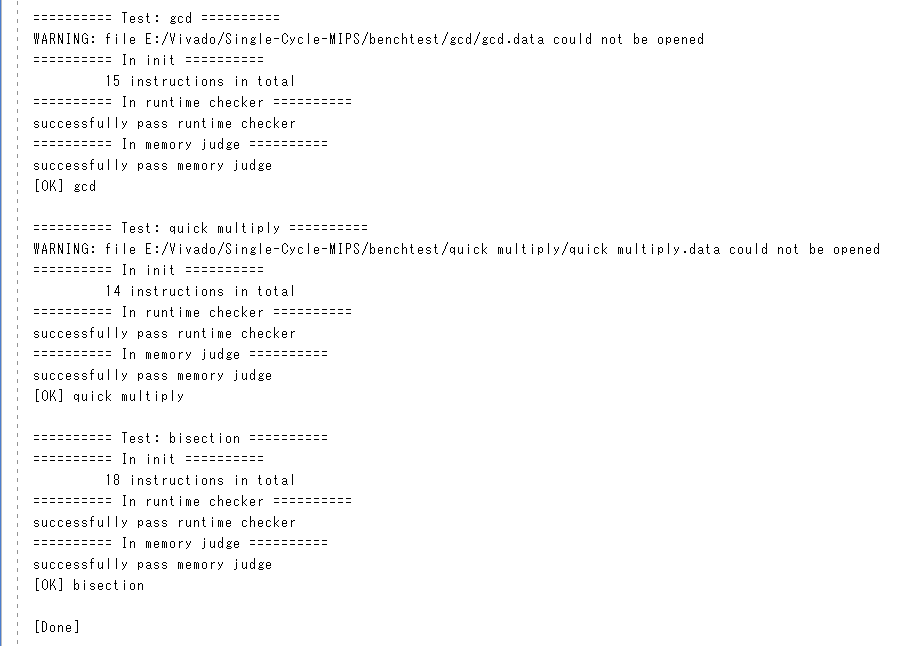 ========== Test: gcd ==========
WARNING: file E:/Vivado/Single-Cycle-MIPS/benchtest/gcd/gcd.data could not be opened
========== In init ==========
         15 instructions in total
========== In runtime checker ==========
successfully pass runtime checker
========== In memory judge ==========
successfully pass memory judge
[OK] gcd

========== Test: quick multiply ==========
WARNING: file E:/Vivado/Single-Cycle-MIPS/benchtest/quick multiply/quick multiply.data could not be opened
========== In init ==========
         14 instructions in total
========== In runtime checker ==========
successfully pass runtime checker
========== In memory judge ==========
successfully pass memory judge
[OK] quick multiply

========== Test: bisection ==========
========== In init ==========
         18 instructions in total
========== In runtime checker ==========
successfully pass runtime checker
========== In memory judge ==========
successfully pass memory judge
[OK] bisection

[Done]